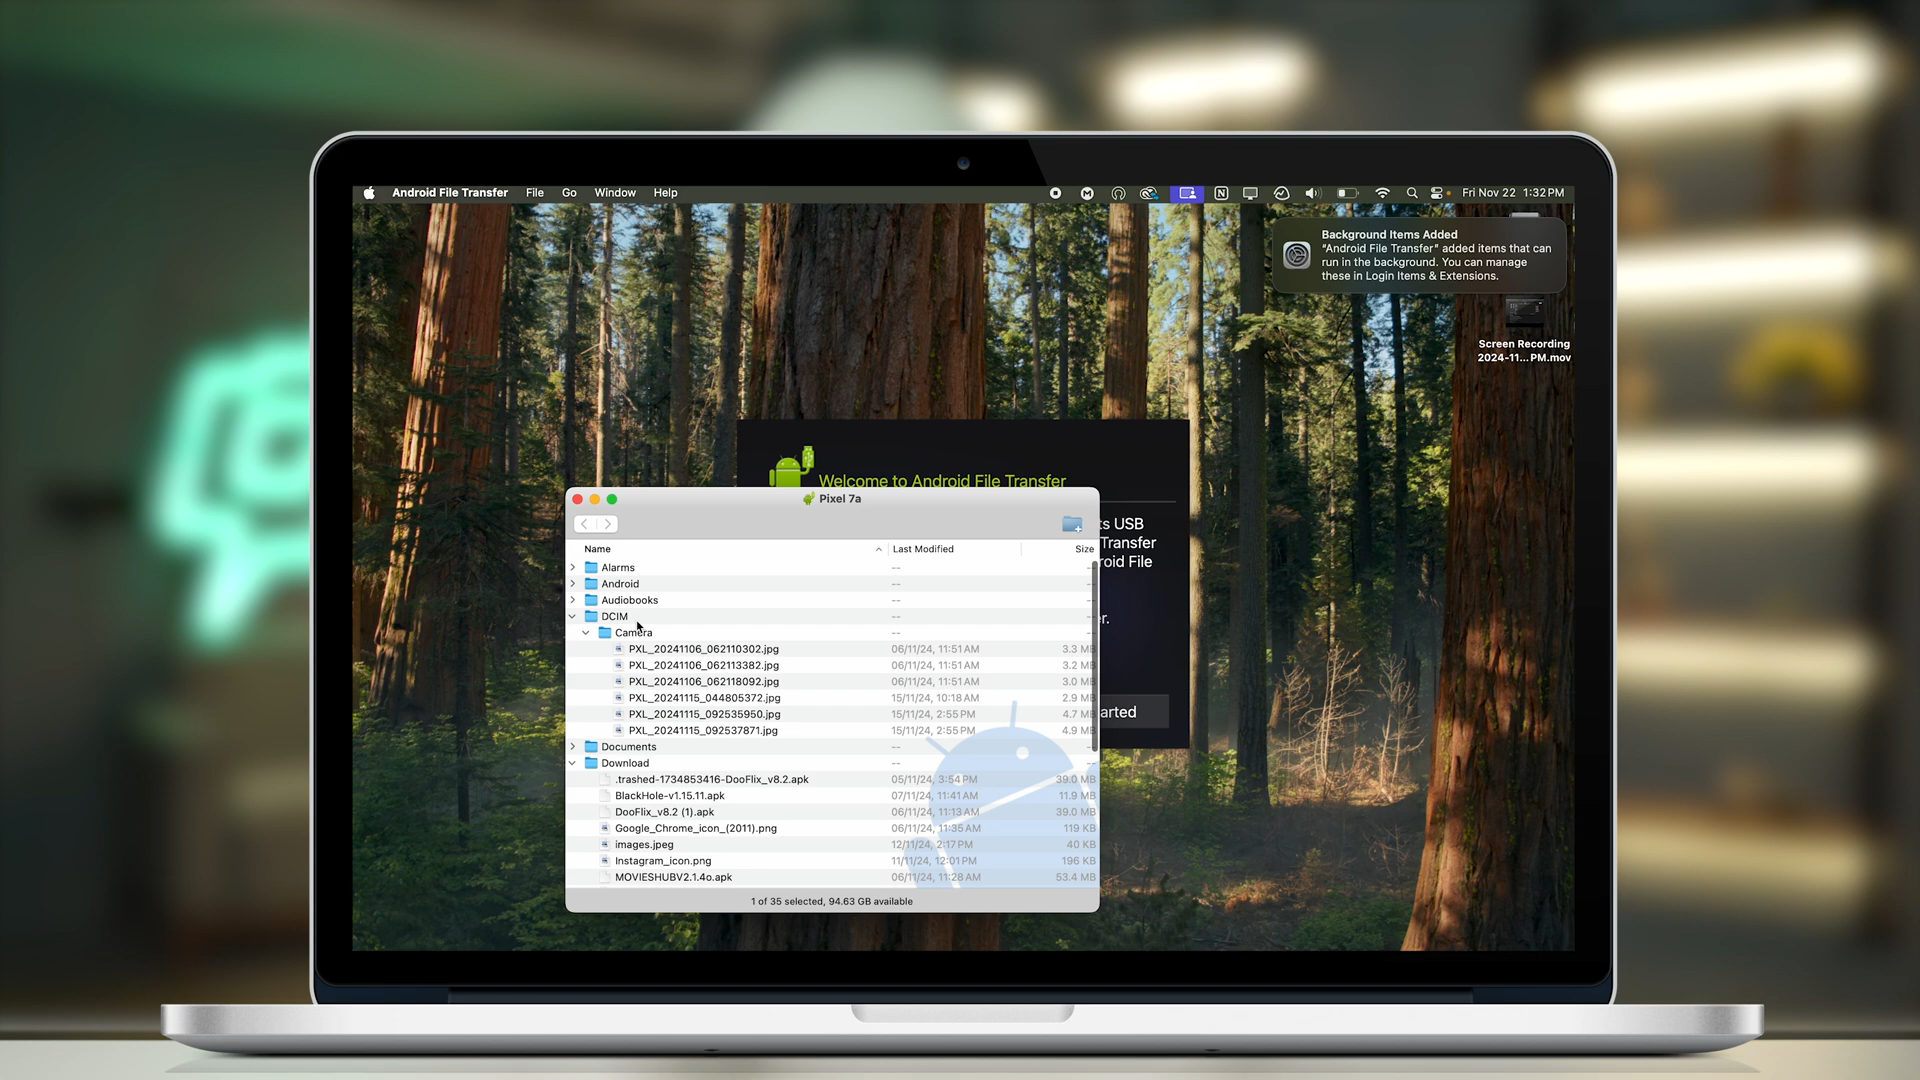 Android File Transfer File Go Window Help Fri Nov 22 1:32 PM
Background Items Added
"Android File Transfer" added items that can
run in the background. You can manage
these in Login Items & Extensions.
Screen Recording
2024-11...PM.mov
Welcome to Android File Transfer
Pixel 7a
ts USB
Transfer
roid File
er.
arted
Name Last Modified Size
Alarms -- --
Android -- --
Audiobooks -- --
DCIM -- --
Camera -- --
PXL_20241106_062110302.jpg 06/11/24, 11:51 AM 3.3 MB
PXL_20241106_062113382.jpg 06/11/24, 11:51 AM 3.2 MB
PXL_20241106_062118092.jpg 06/11/24, 11:51 AM 3.0 MB
PXL_20241115_044805372.jpg 15/11/24, 10:18 AM 2.9 MB
PXL_20241115_092535950.jpg 15/11/24, 2:55 PM 4.7 MB
PXL_20241115_092537871.jpg 15/11/24, 2:55 PM 4.9 MB
Documents -- --
Download -- --
.trashed-1734853416-DooFlix_v8.2.apk 05/11/24, 3:54 PM 39.0 MB
BlackHole-v1.15.11.apk 07/11/24, 11:41 AM 11.9 MB
DooFlix_v8.2 (1).apk 06/11/24, 11:13 AM 39.0 MB
Google_Chrome_icon_(2011).png 06/11/24, 11:35 AM 119 KB
images.jpeg 12/11/24, 2:17 PM 40 KB
Instagram_icon.png 11/11/24, 12:01 PM 196 KB
MOVIESHUBV2.1.4o.apk 06/11/24, 11:28 AM 53.4 MB
1 of 35 selected, 94.63 GB available